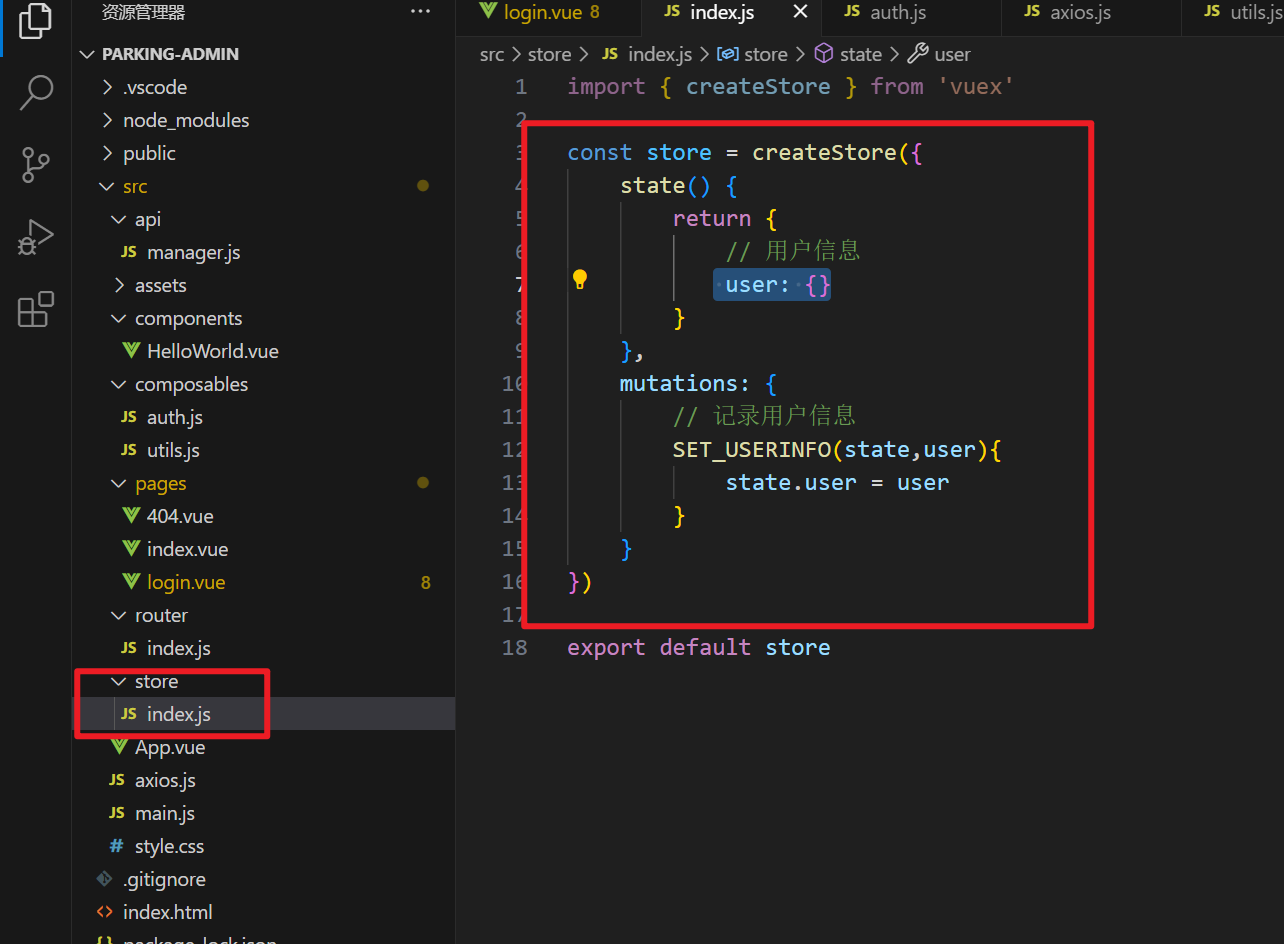 资源管理器 ···
PARKING-ADMIN
.vscode
node_modules
public
src
api
JS manager.js
assets
components
HelloWorld.vue
composables
JS auth.js
JS utils.js
pages
404.vue
index.vue
login.vue 8
router
JS index.js
store
JS index.js
App.vue
JS axios.js
JS main.js
# style.css
.gitignore
<> index.html
{} package-lock.json
login.vue 8 JS index.js JS auth.js JS axios.js JS utils.js
src > store > JS index.js > store > state > user
1 import { createStore } from 'vuex'
2
3 const store = createStore({
4 state() {
5 return {
6 // 用户信息
7 user: {}
8 }
9 },
10 mutations: {
11 // 记录用户信息
12 SET_USERINFO(state,user){
13 state.user = user
14 }
15 }
16 })
17
18 export default store